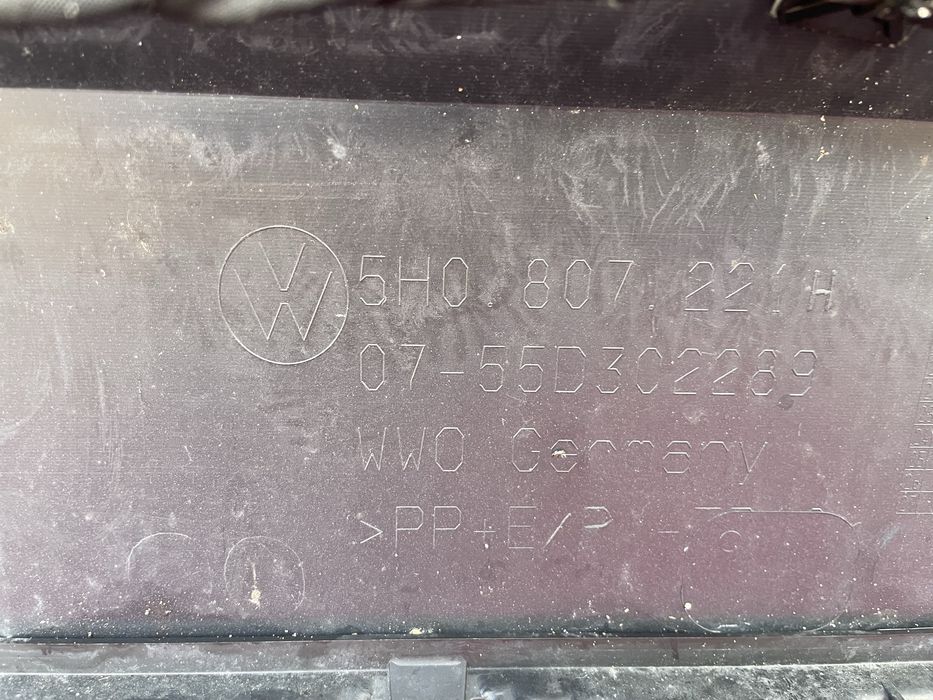 5H0.807.221 H
07-55D302289
WWO Germany
>PP+E/P